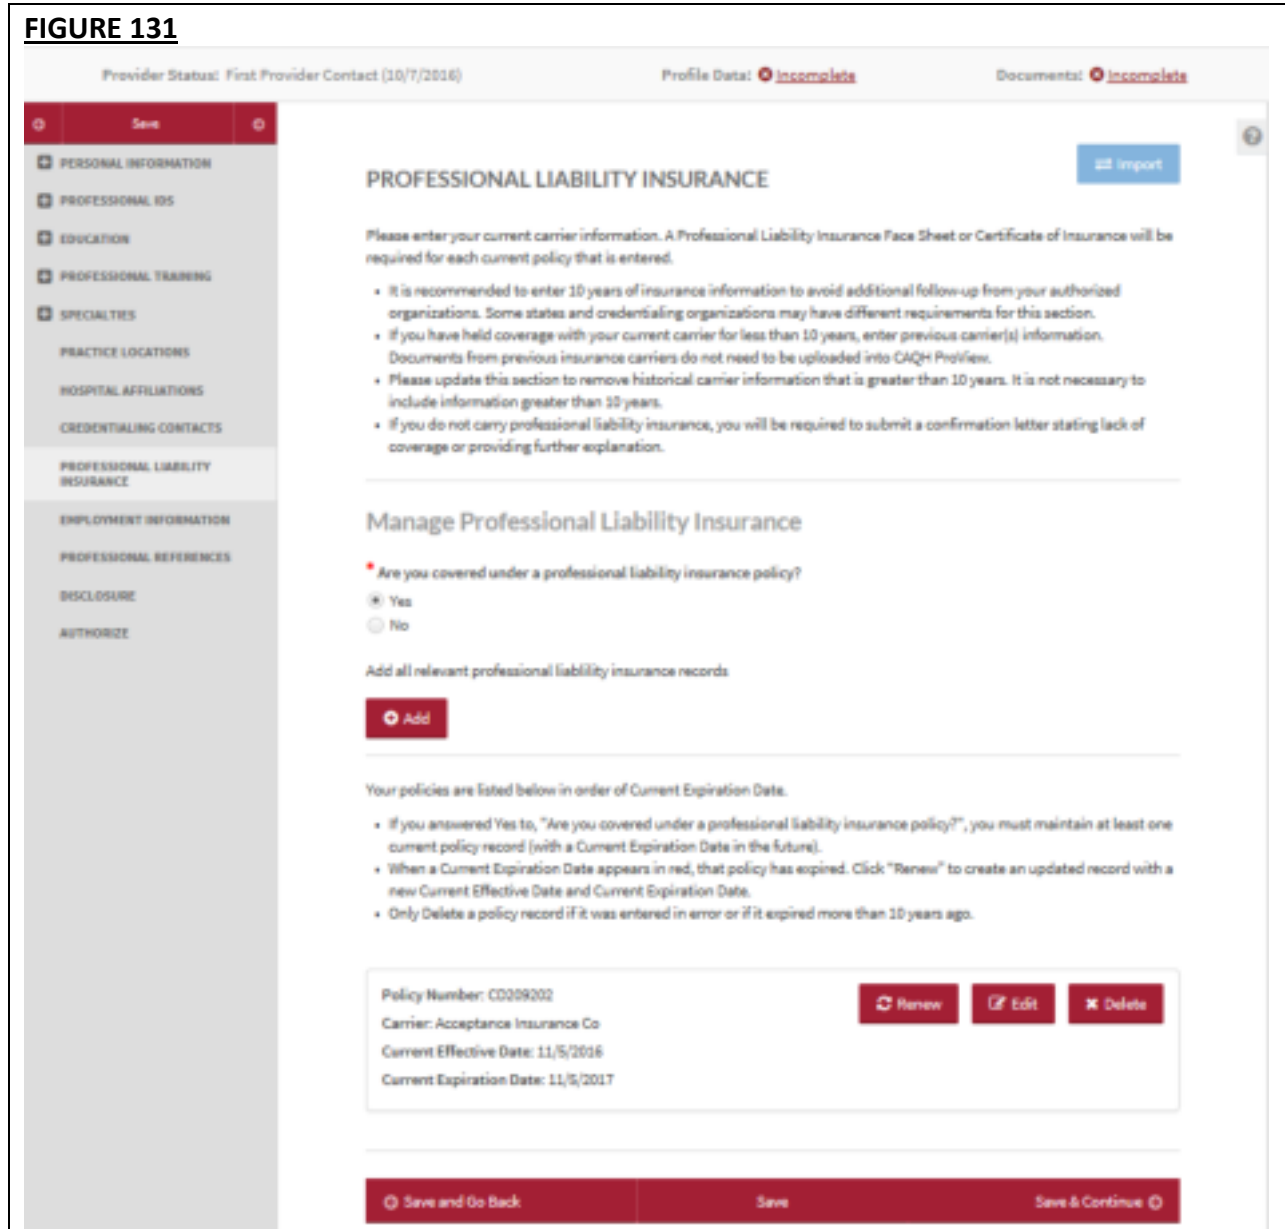 FIGURE 131
Provider Status: First Provider Contact (10/7/2016) Profile Data: Incomplete Documents: Incomplete
Save
PERSONAL INFORMATION
PROFESSIONAL IDS
EDUCATION
PROFESSIONAL TRAINING
SPECIALTIES
PRACTICE LOCATIONS
HOSPITAL AFFILIATIONS
CREDENTIALING CONTACTS
PROFESSIONAL LIABILITY
INSURANCE
EMPLOYMENT INFORMATION
PROFESSIONAL REFERENCES
DISCLOSURE
AUTHORIZE
Import
PROFESSIONAL LIABILITY INSURANCE
Please enter your current carrier information. A Professional Liability Insurance Face Sheet or Certificate of Insurance will be
required for each current policy that is entered.
• It is recommended to enter 10 years of insurance information to avoid additional follow-up from your authorized
organizations. Some states and credentialing organizations may have different requirements for this section.
• If you have held coverage with your current carrier for less than 10 years, enter previous carrier(s) information.
Documents from previous insurance carriers do not need to be uploaded into CAQH ProView.
• Please update this section to remove historical carrier information that is greater than 10 years. It is not necessary to
include information greater than 10 years.
• If you do not carry professional liability insurance, you will be required to submit a confirmation letter stating lack of
coverage or providing further explanation.
Manage Professional Liability Insurance
* Are you covered under a professional liability insurance policy?
Yes
No
Add all relevant professional liablility insurance records
Add
Your policies are listed below in order of Current Expiration Date.
• If you answered Yes to, "Are you covered under a professional liability insurance policy?", you must maintain at least one
current policy record (with a Current Expiration Date in the future).
• When a Current Expiration Date appears in red, that policy has expired. Click "Renew" to create an updated record with a
new Current Effective Date and Current Expiration Date.
• Only Delete a policy record if it was entered in error or if it expired more than 10 years ago.
Policy Number: CD209202
Carrier: Acceptance Insurance Co
Current Effective Date: 11/5/2016
Current Expiration Date: 11/5/2017
Renew Edit Delete
Save and Go Back Save Save & Continue